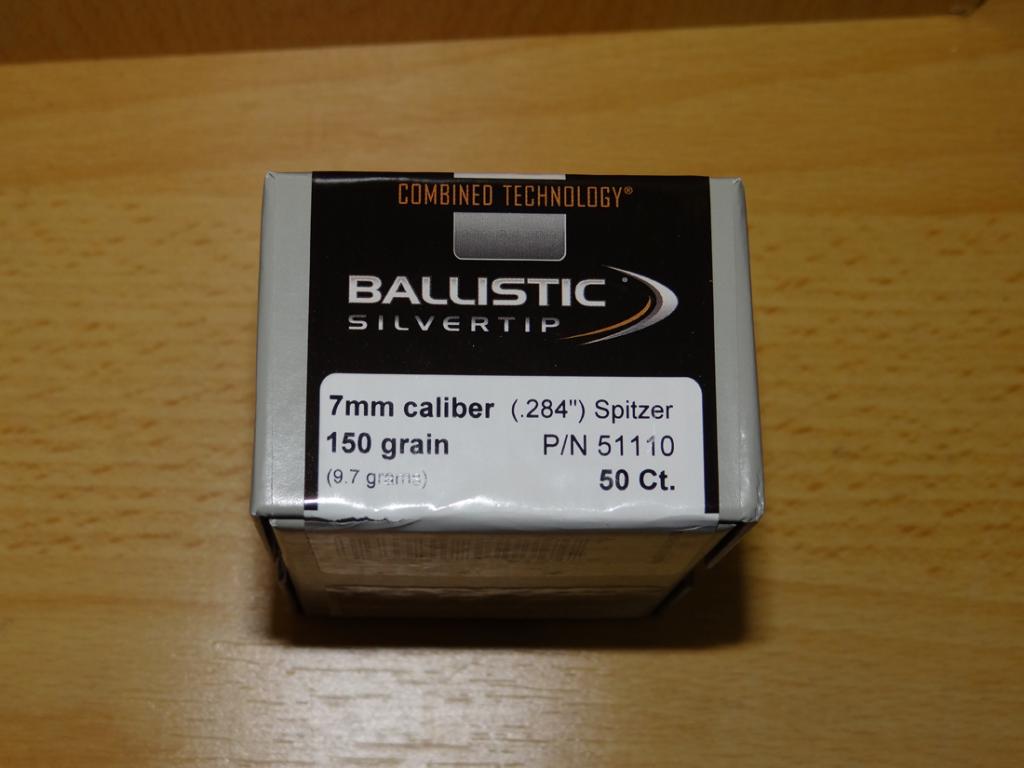 COMBINED TECHNOLOGY®
BALLISTIC
SILVERTIP
7mm caliber (.284") Spitzer
150 grain P/N 51110
(9.7 grams) 50 Ct.